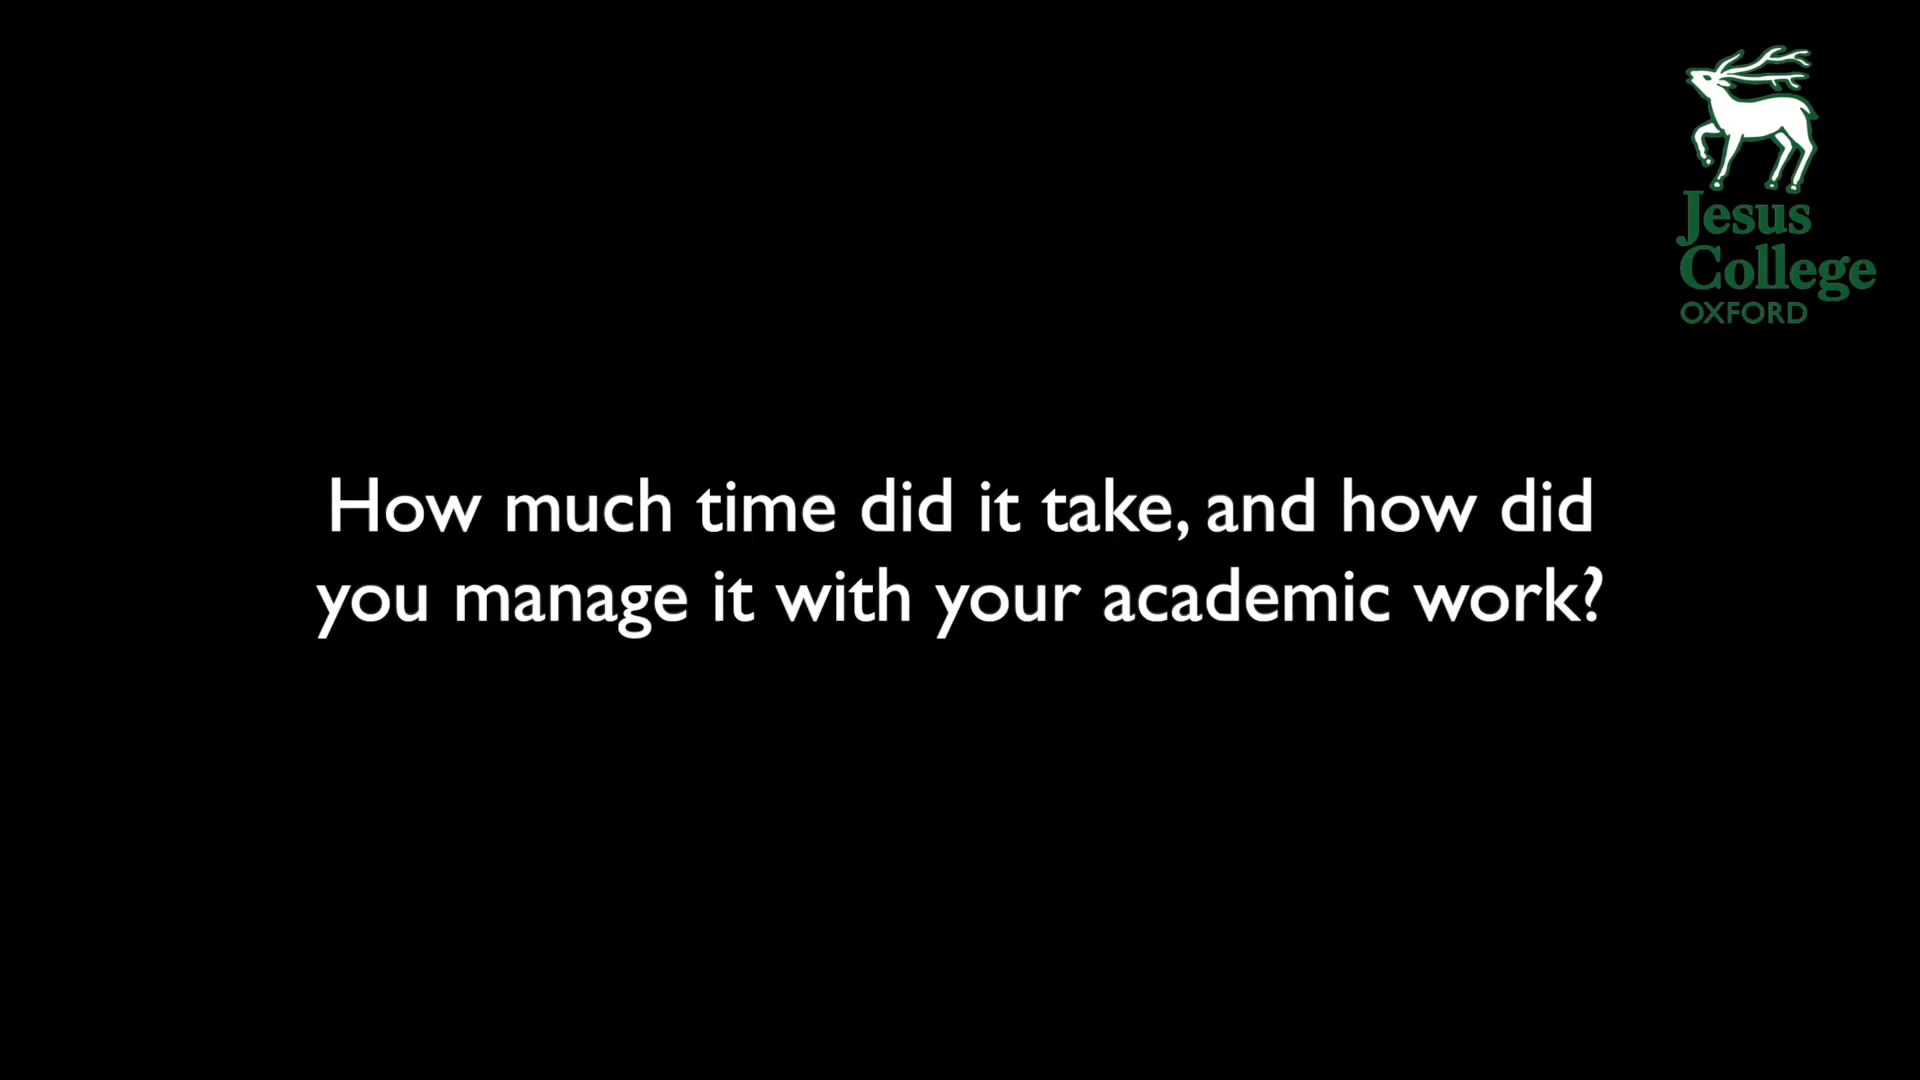 Jesus
College
OXFORD
How much time did it take, and how did
you manage it with your academic work?